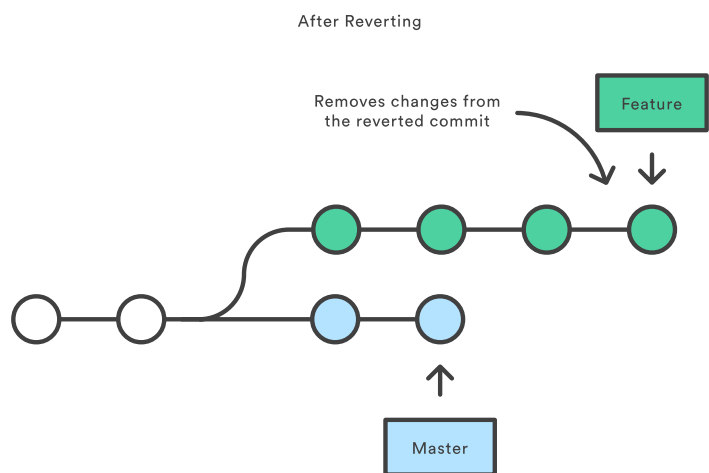 After Reverting
Removes changes from
the reverted commit
Feature
Master